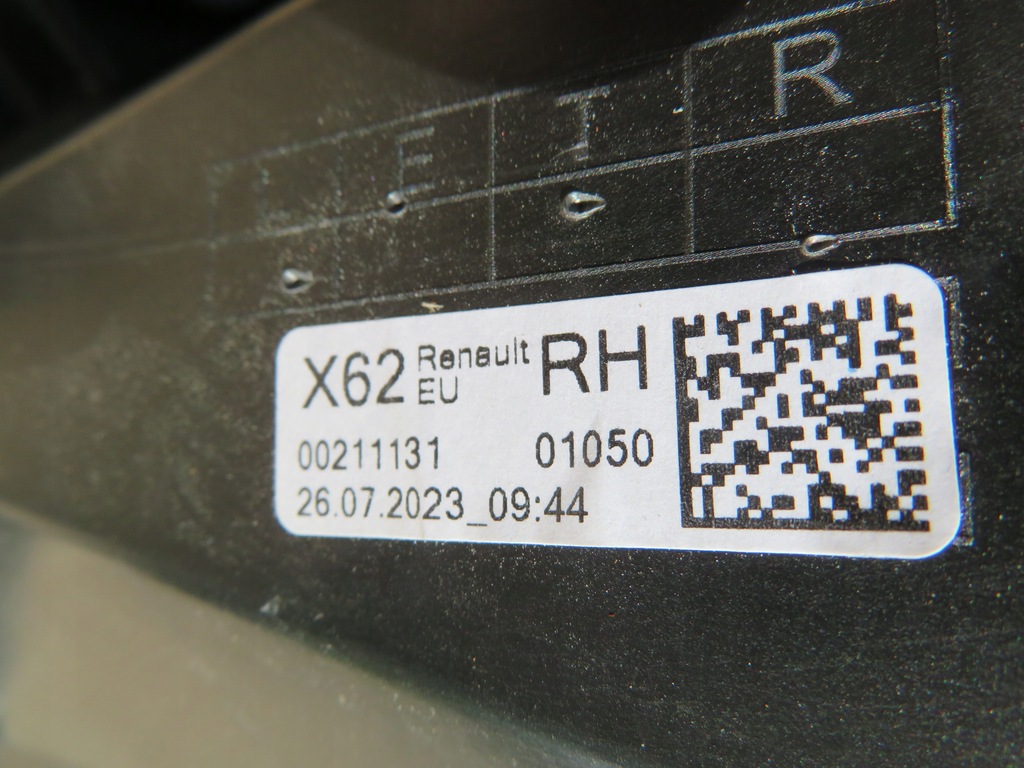 E I R
X62 Renault EU RH
00211131 01050
26.07.2023_09:44